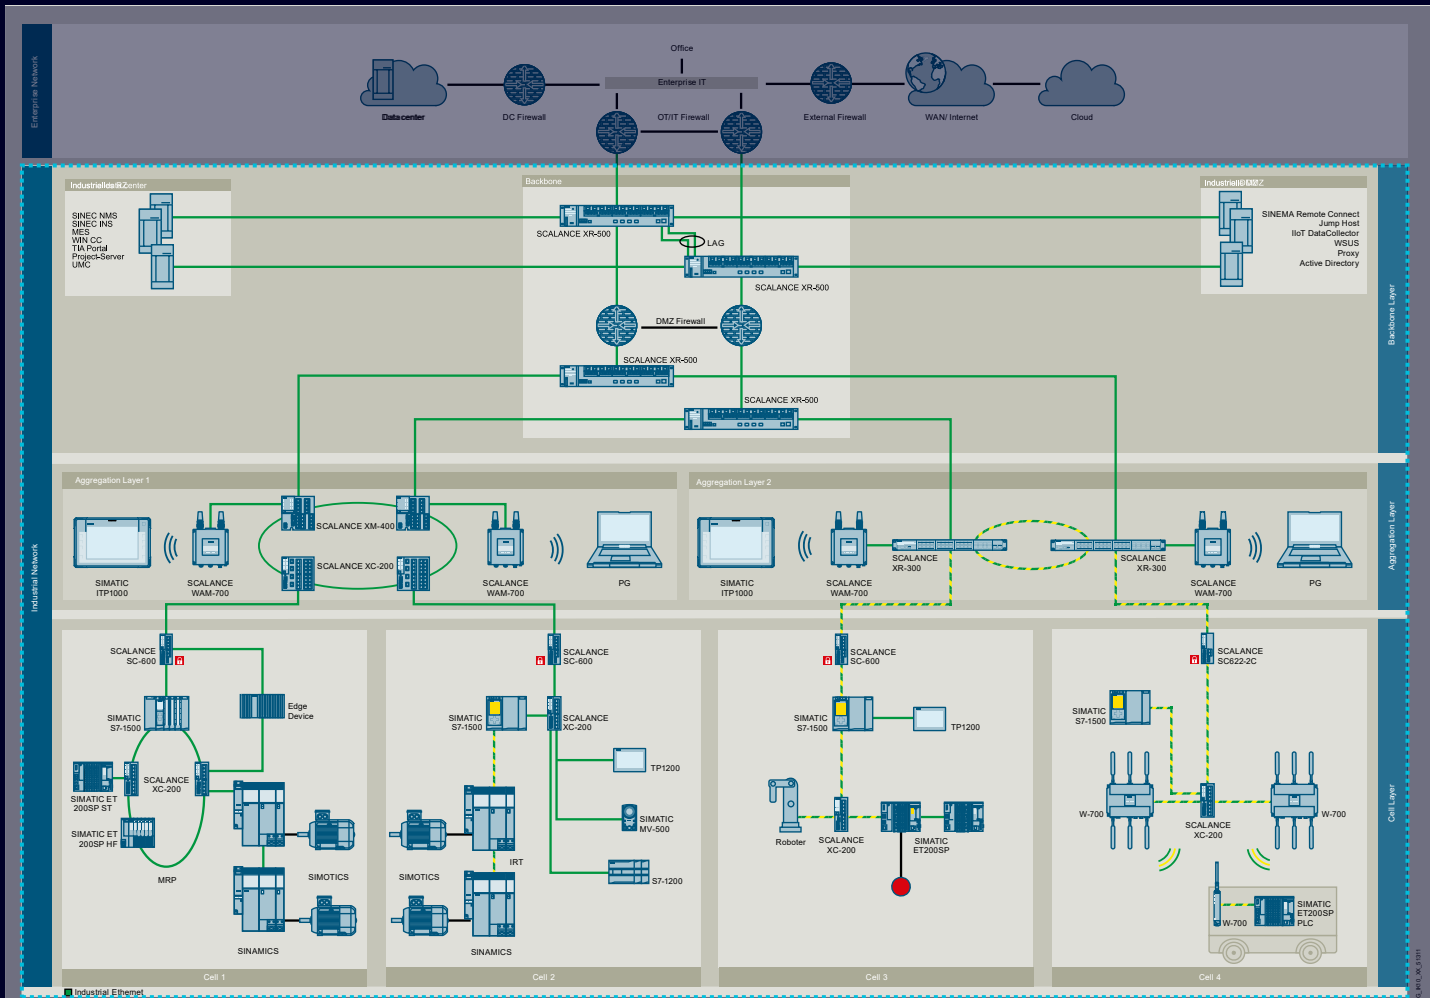 Enterprise Network
Office
Enterprise IT
Datacenter
DC Firewall
OT/IT Firewall
External Firewall
WAN/ Internet
Cloud
Industrial Network
Backbone Layer
Backbone
SINEC NMS
SINEC INS
MES
WIN CC
TIA Portal
Project-Server
UMC
SCALANCE XR-500
LAG
SCALANCE XR-500
SINEMA Remote Connect
Jump Host
IIoT DataCollector
WSUS
Proxy
Active Directory
DMZ Firewall
SCALANCE XR-500
SCALANCE XR-500
Aggregation Layer
Aggregation Layer 1
SIMATIC
ITP1000
SCALANCE
WAM-700
SCALANCE XM-400
SCALANCE XC-200
SCALANCE
WAM-700
PG
Aggregation Layer 2
SIMATIC
ITP1000
SCALANCE
WAM-700
SCALANCE
XR-300
SCALANCE
XR-300
SCALANCE
WAM-700
PG
Cell Layer
SCALANCE
SC-600
SIMATIC
S7-1500
Edge
Device
SCALANCE
XC-200
SIMATIC ET
200SP ST
SIMATIC ET
200SP HF
MRP
SIMOTICS
SINAMICS
Cell 1
SCALANCE
SC-600
SIMATIC
S7-1500
SCALANCE
XC-200
TP1200
SIMATIC
MV-500
S7-1200
IRT
SIMOTICS
SINAMICS
Cell 2
SCALANCE
SC-600
SIMATIC
S7-1500
TP1200
Roboter
SCALANCE
XC-200
SIMATIC
ET200SP
Cell 3
SCALANCE
SC622-2C
SIMATIC
S7-1500
W-700
SCALANCE
XC-200
W-700
W-700
SIMATIC
ET200SP
PLC
Cell 4
Industrial Ethernet